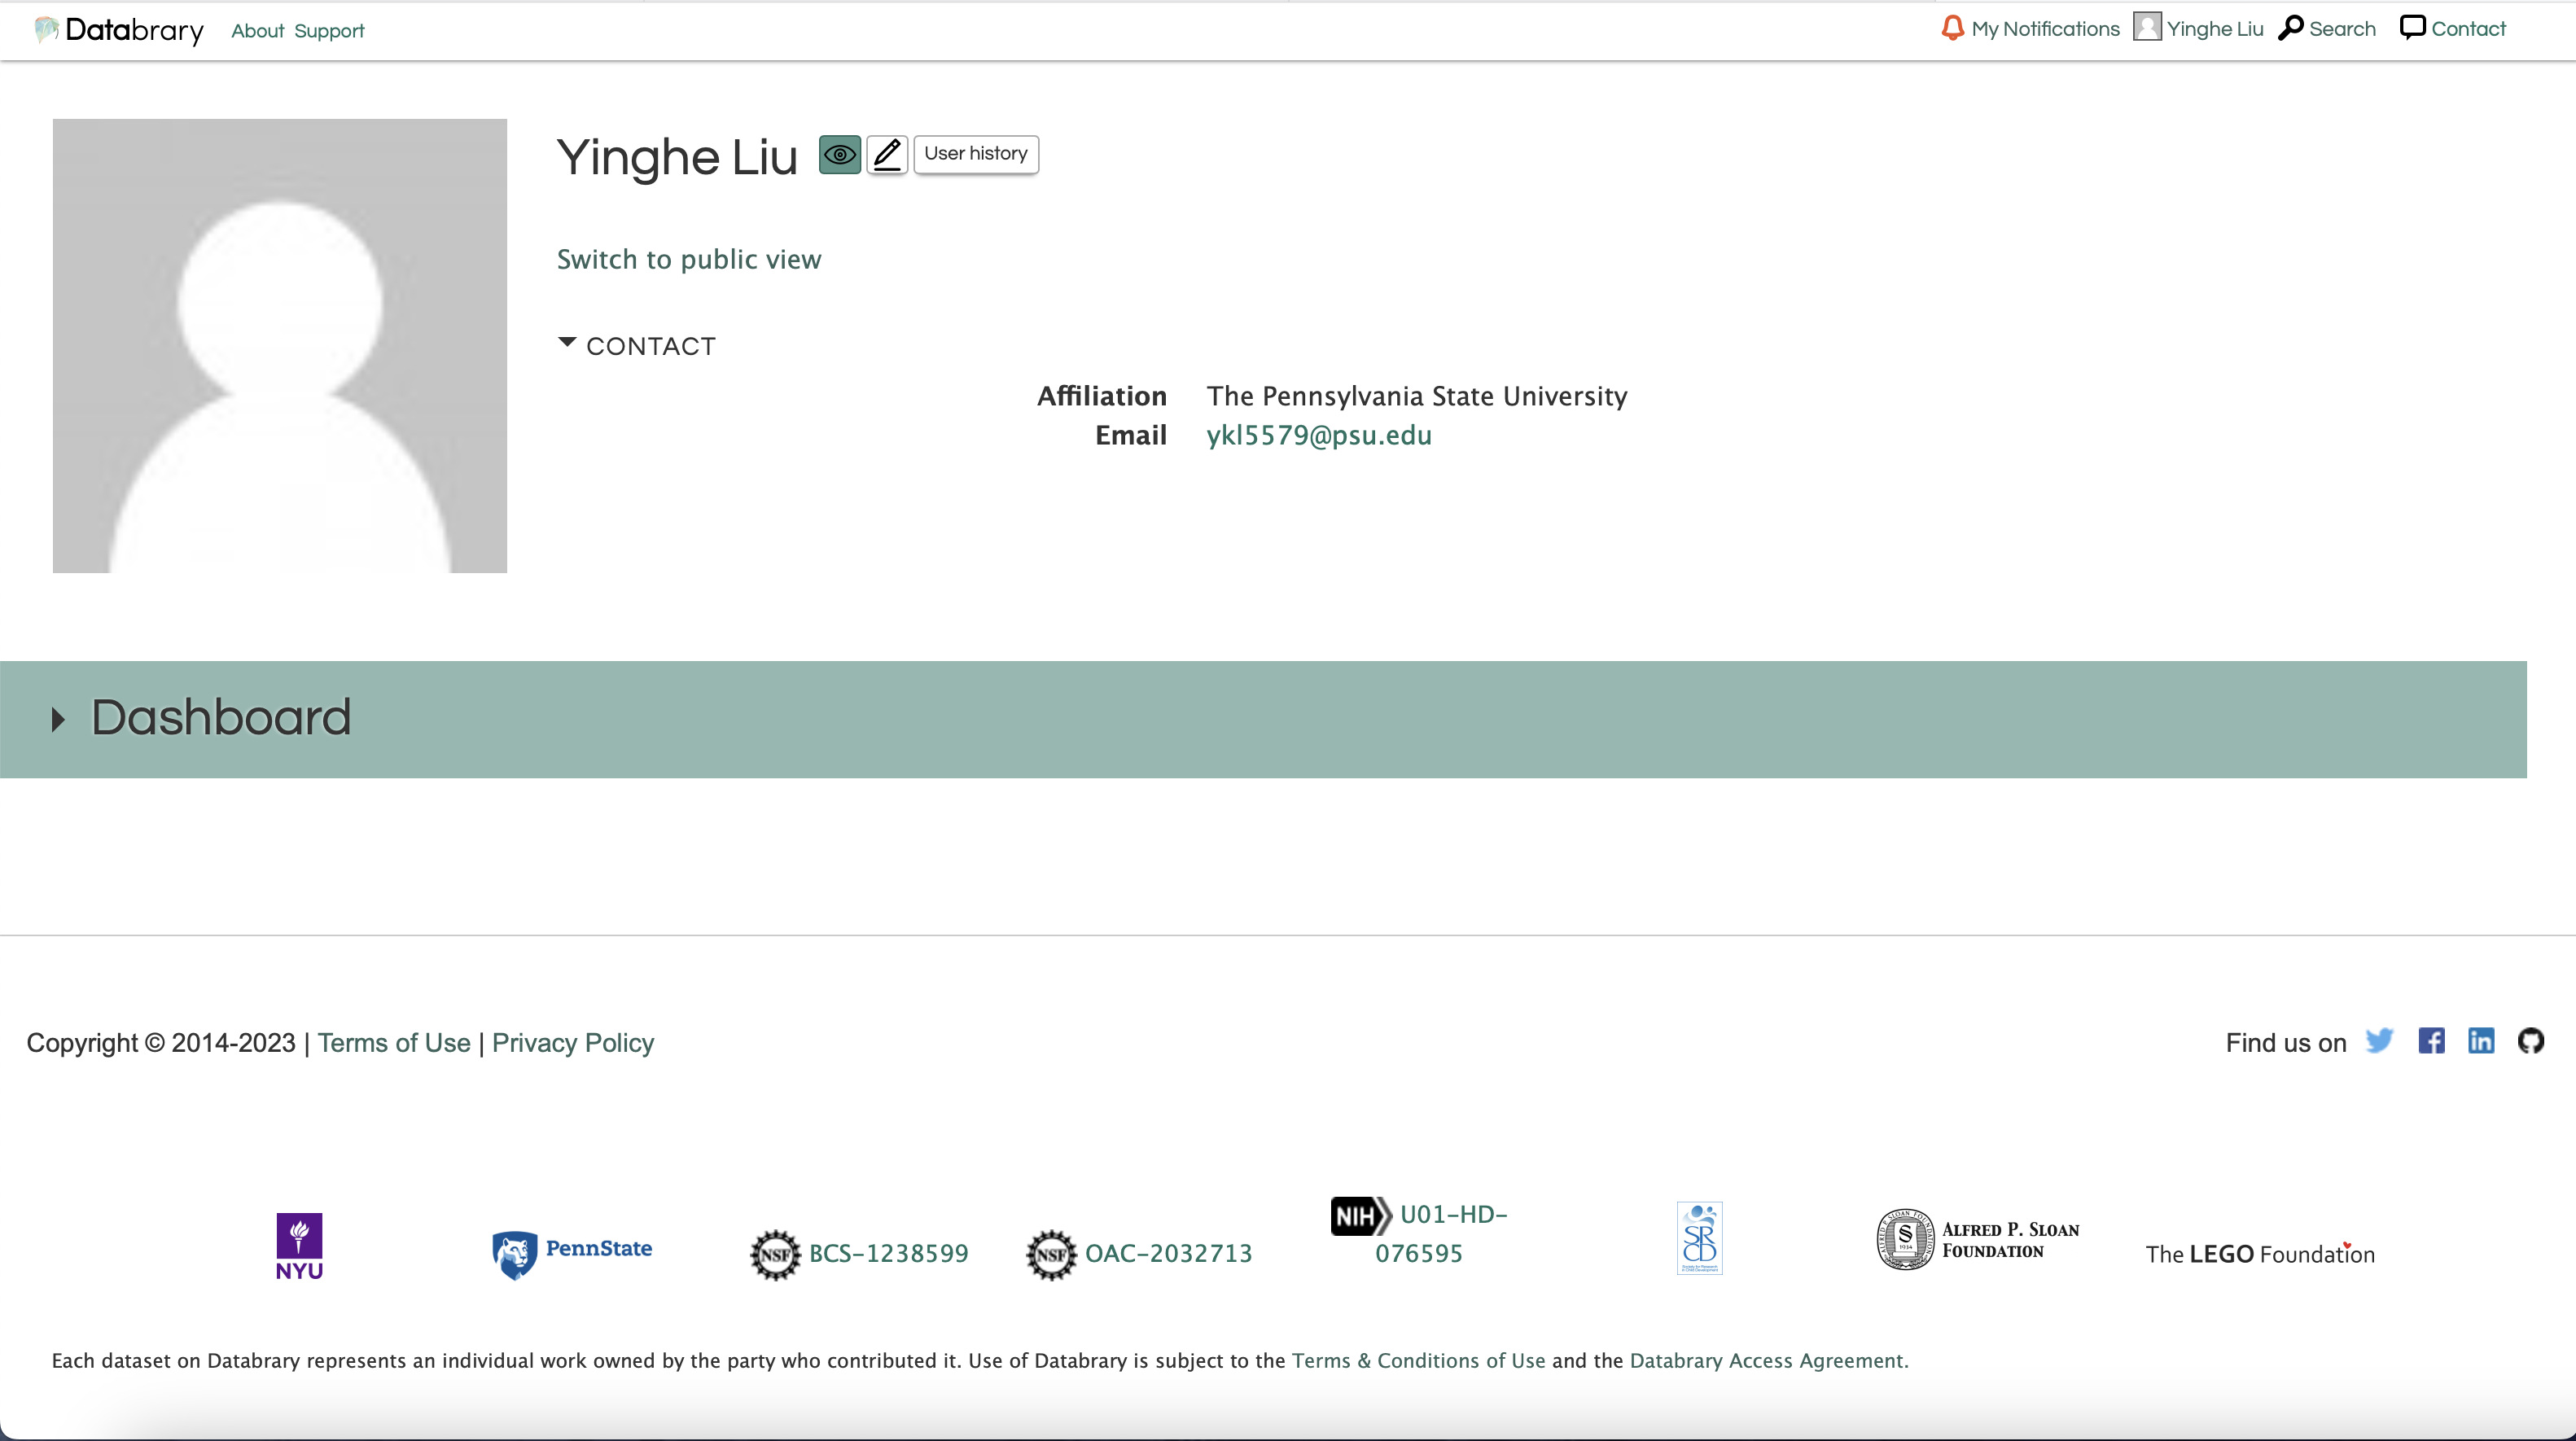 Databrary About Support My Notifications Yinghe Liu Search Contact
Yinghe Liu User history
Switch to public view
CONTACT
Affiliation The Pennsylvania State University
Email ykl5579@psu.edu
Dashboard
Copyright © 2014-2023 | Terms of Use | Privacy Policy
Find us on
NYU
PennState
NSF BCS-1238599
NSF OAC-2032713
NIH U01-HD-
076595
SRCD
ALFRED P. SLOAN
FOUNDATION
The LEGO Foundation
Each dataset on Databrary represents an individual work owned by the party who contributed it. Use of Databrary is subject to the Terms & Conditions of Use and the Databrary Access Agreement.